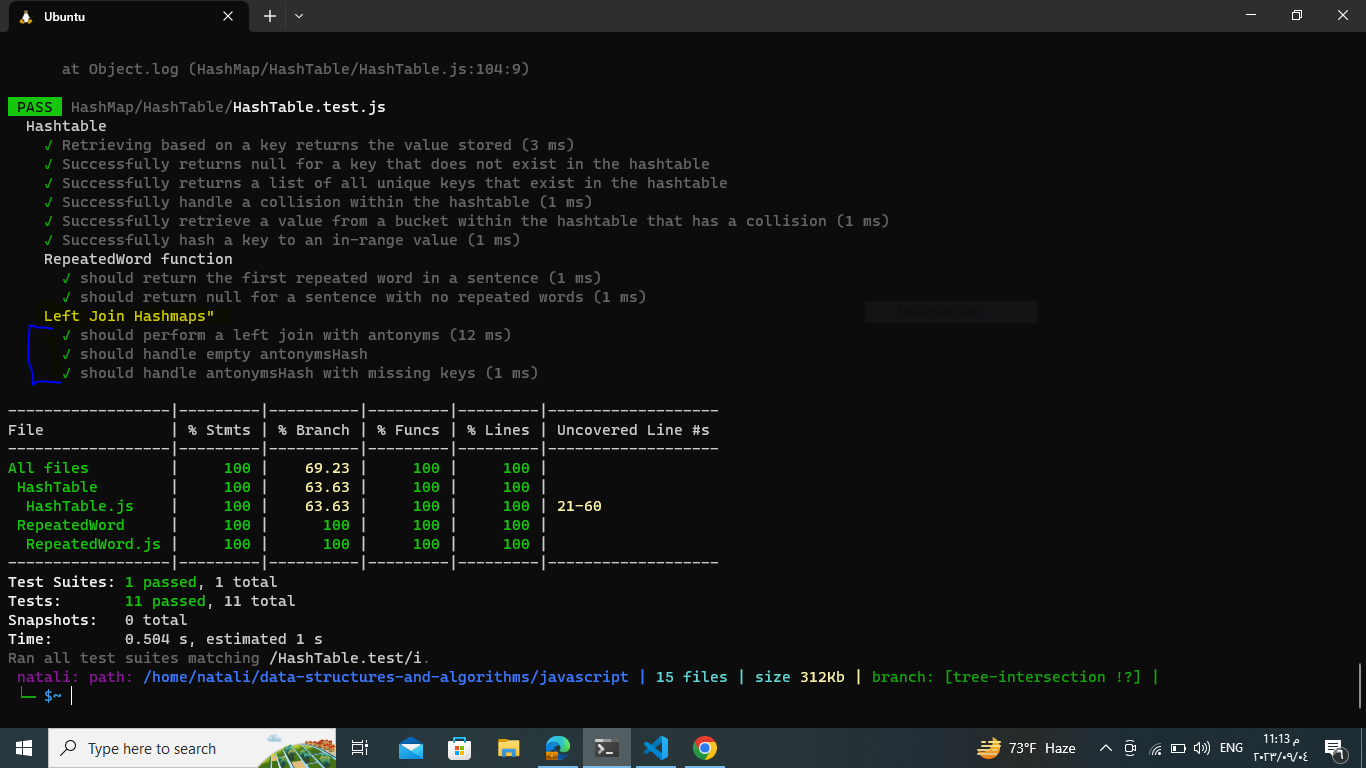 Ubuntu
at Object.log (HashMap/HashTable/HashTable.js:104:9)
PASS HashMap/HashTable/HashTable.test.js
Hashtable
√ Retrieving based on a key returns the value stored (3 ms)
√ Successfully returns null for a key that does not exist in the hashtable
√ Successfully returns a list of all unique keys that exist in the hashtable
√ Successfully handle a collision within the hashtable (1 ms)
√ Successfully retrieve a value from a bucket within the hashtable that has a collision (1 ms)
√ Successfully hash a key to an in-range value (1 ms)
RepeatedWord function
√ should return the first repeated word in a sentence (1 ms)
√ should return null for a sentence with no repeated words (1 ms)
Left Join Hashmaps"
√ should perform a left join with antonyms (12 ms)
√ should handle empty antonymsHash
√ should handle antonymsHash with missing keys (1 ms)
------------------|---------|----------|---------|---------|-------------------
File | % Stmts | % Branch | % Funcs | % Lines | Uncovered Line #s
------------------|---------|----------|---------|---------|-------------------
All files | 100 | 69.23 | 100 | 100 |
HashTable | 100 | 63.63 | 100 | 100 |
HashTable.js | 100 | 63.63 | 100 | 100 | 21-60
RepeatedWord | 100 | 100 | 100 | 100 |
RepeatedWord.js | 100 | 100 | 100 | 100 |
------------------|---------|----------|---------|---------|-------------------
Test Suites: 1 passed, 1 total
Tests: 11 passed, 11 total
Snapshots: 0 total
Time: 0.504 s, estimated 1 s
Ran all test suites matching /HashTable.test/i.
natali: path: /home/natali/data-structures-and-algorithms/javascript | 15 files | size 312Kb | branch: [tree-intersection !?] |
└─ $~
Type here to search
73°F Haze
ENG
11:13 م
٢٠٢٣/٠٩/٠٤